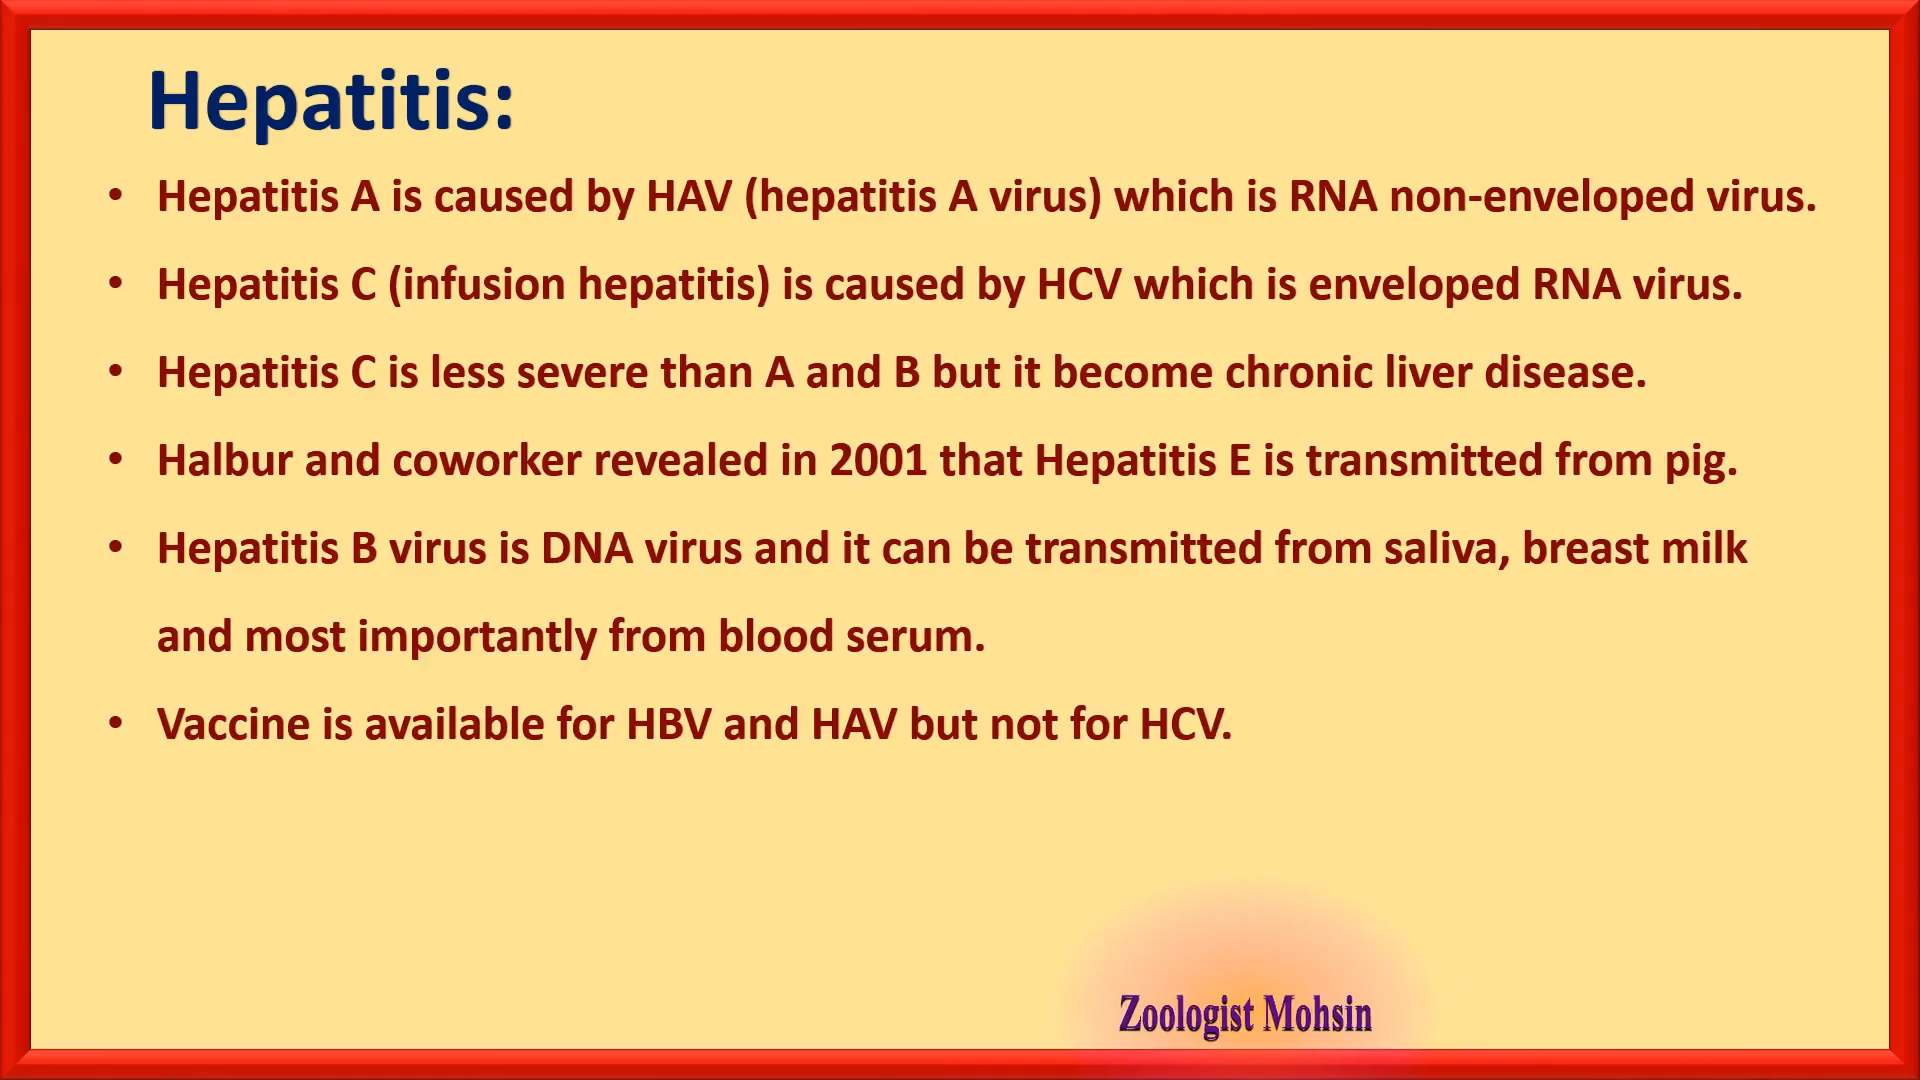 Hepatitis:
• Hepatitis A is caused by HAV (hepatitis A virus) which is RNA non-enveloped virus.
• Hepatitis C (infusion hepatitis) is caused by HCV which is enveloped RNA virus.
• Hepatitis C is less severe than A and B but it become chronic liver disease.
• Halbur and coworker revealed in 2001 that Hepatitis E is transmitted from pig.
• Hepatitis B virus is DNA virus and it can be transmitted from saliva, breast milk
and most importantly from blood serum.
• Vaccine is available for HBV and HAV but not for HCV.
Zoologist Mohsin